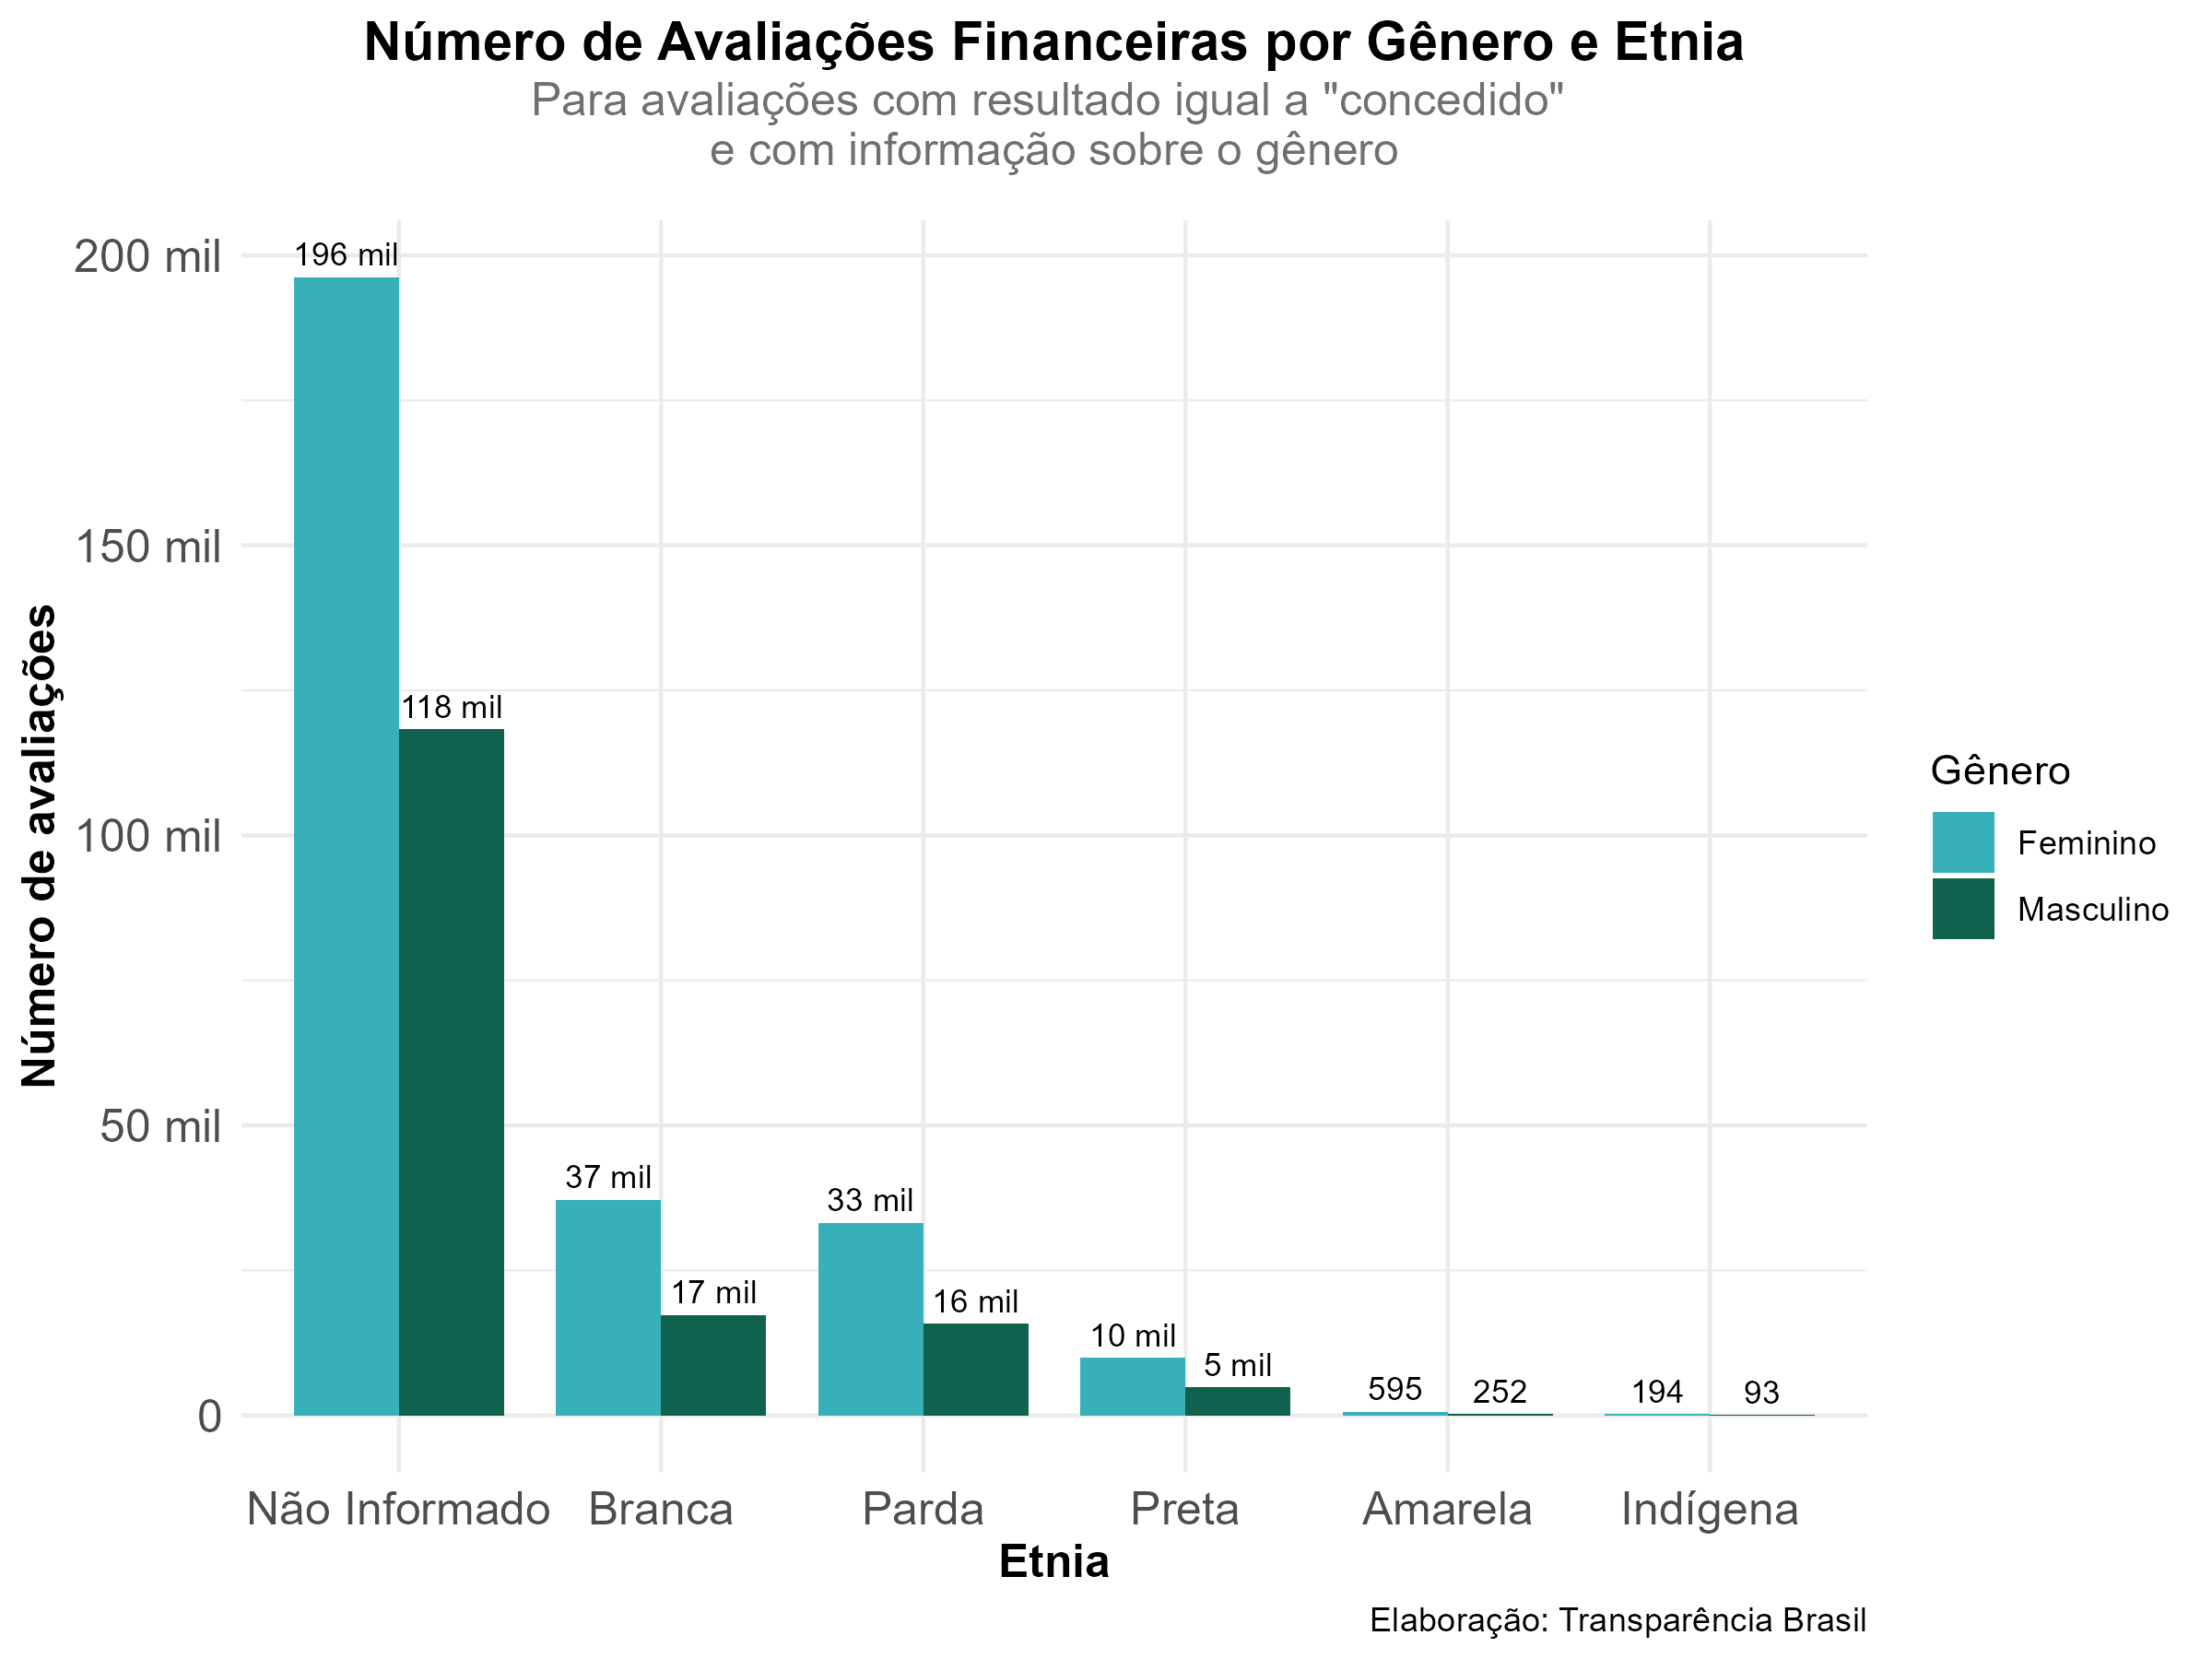 Número de Avaliações Financeiras por Gênero e Etnia
Para avaliações com resultado igual a "concedido"
e com informação sobre o gênero
Número de avaliações
200 mil
150 mil
100 mil
50 mil
0
196 mil
118 mil
37 mil
17 mil
33 mil
16 mil
10 mil
5 mil
595
252
194
93
Não Informado
Branca
Parda
Preta
Amarela
Indígena
Etnia
Gênero
Feminino
Masculino
Elaboração: Transparência Brasil